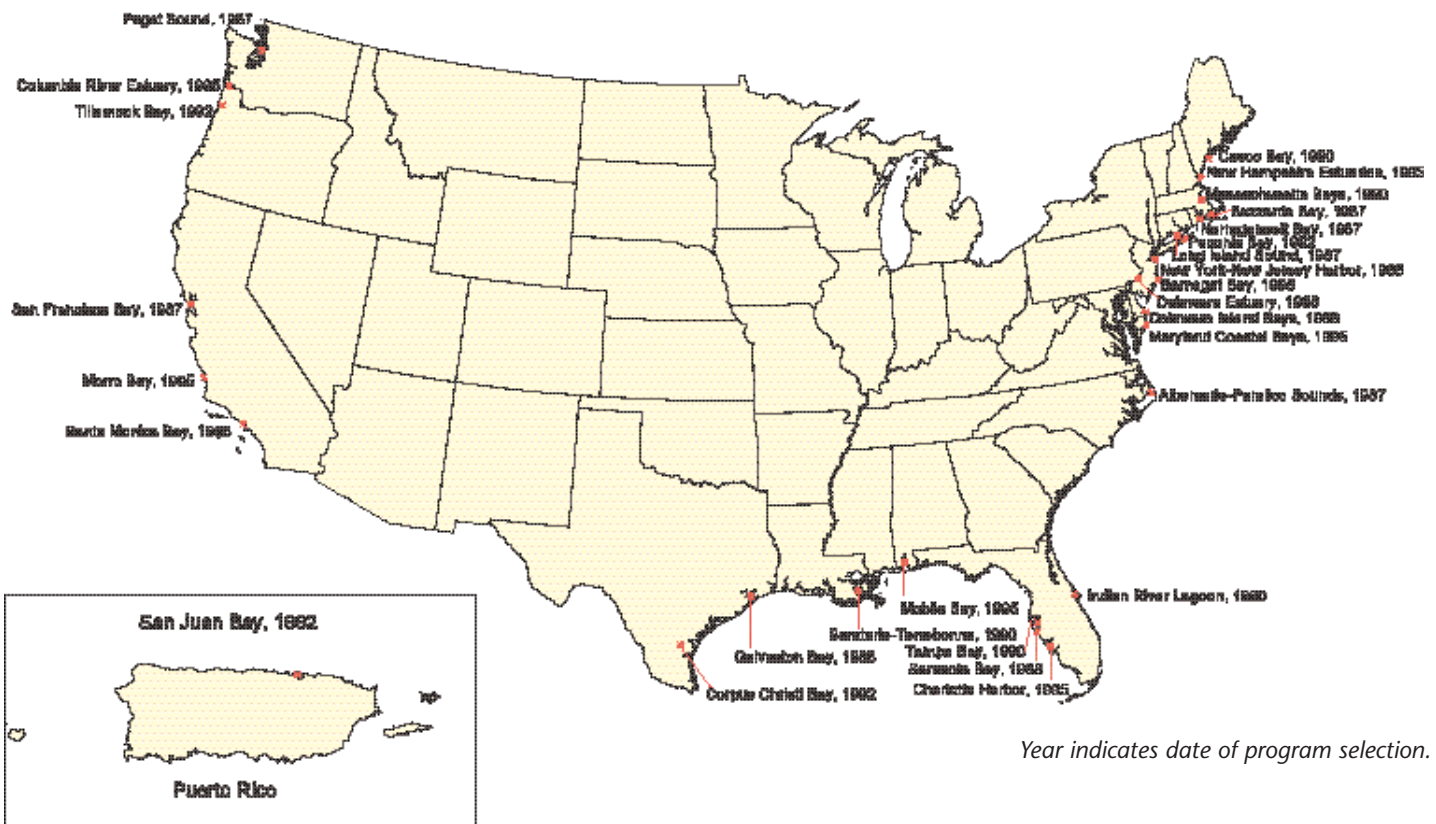 Puget Sound, 1987
Columbia River Estuary, 1995
Tillamook Bay, 1992
San Francisco Bay, 1987
Morro Bay, 1995
Santa Monica Bay, 1988
Casco Bay, 1990
New Hampshire Estuaries, 1995
Massachusetts Bays, 1990
Buzzards Bay, 1987
Narragansett Bay, 1987
Peconic Bay, 1992
Long Island Sound, 1987
New York-New Jersey Harbor, 1988
Barnegat Bay, 1995
Delaware Estuary, 1988
Delaware Inland Bays, 1988
Maryland Coastal Bays, 1995
Albemarle-Pamlico Sounds, 1987
Indian River Lagoon, 1990
Mobile Bay, 1995
Barataria-Terrebonne, 1990
Tampa Bay, 1990
Sarasota Bay, 1988
Charlotte Harbor, 1995
Galveston Bay, 1988
Corpus Christi Bay, 1992
San Juan Bay, 1992
Puerto Rico
Year indicates date of program selection.